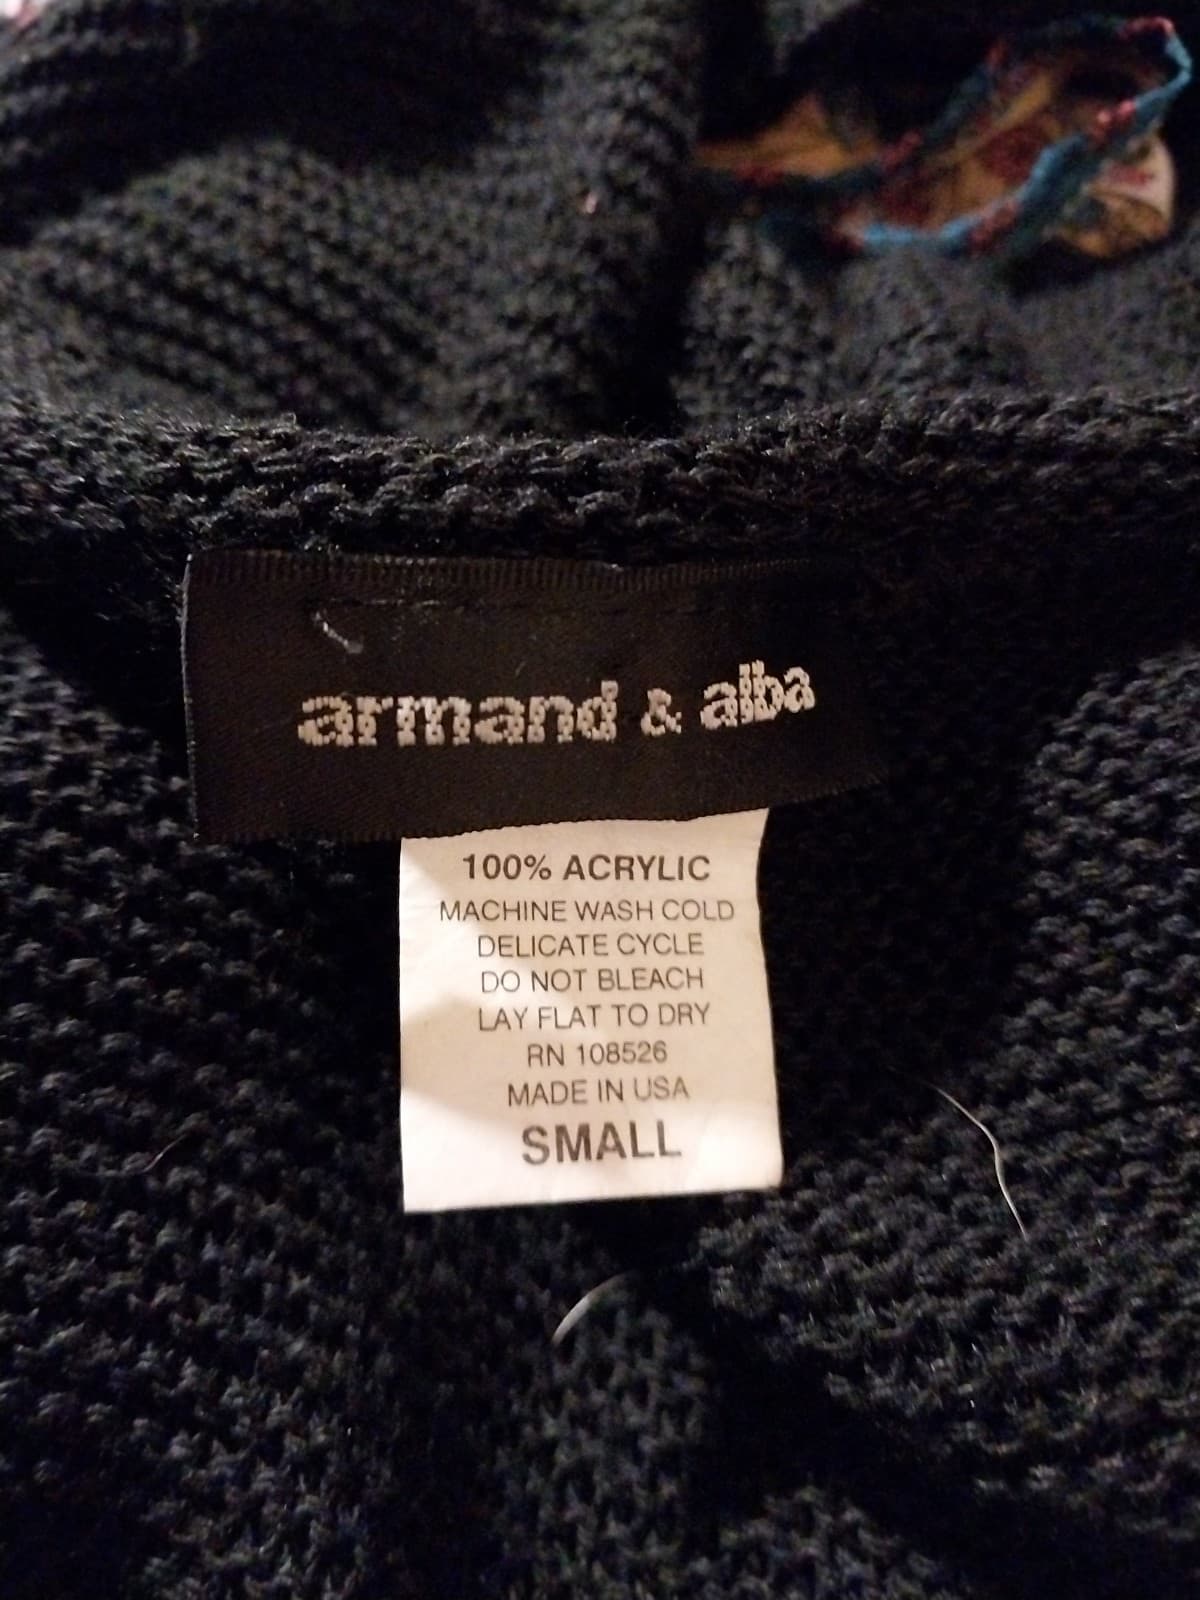 armand & alba
100% ACRYLIC
MACHINE WASH COLD
DELICATE CYCLE
DO NOT BLEACH
LAY FLAT TO DRY
RN 108526
MADE IN USA
SMALL